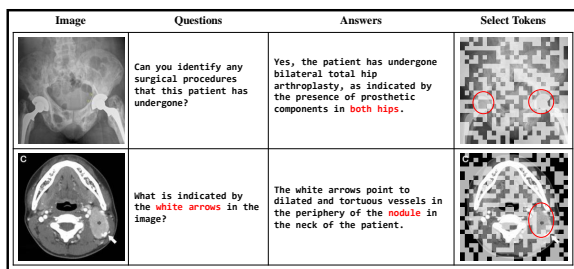 Image Questions Answers Select Tokens
Can you identify any
surgical procedures
that this patient has
undergone?
Yes, the patient has undergone
bilateral total hip
arthroplasty, as indicated by
the presence of prosthetic
components in both hips.
C
What is indicated by
the white arrows in the
image?
The white arrows point to
dilated and tortuous vessels in
the periphery of the nodule in
the neck of the patient.